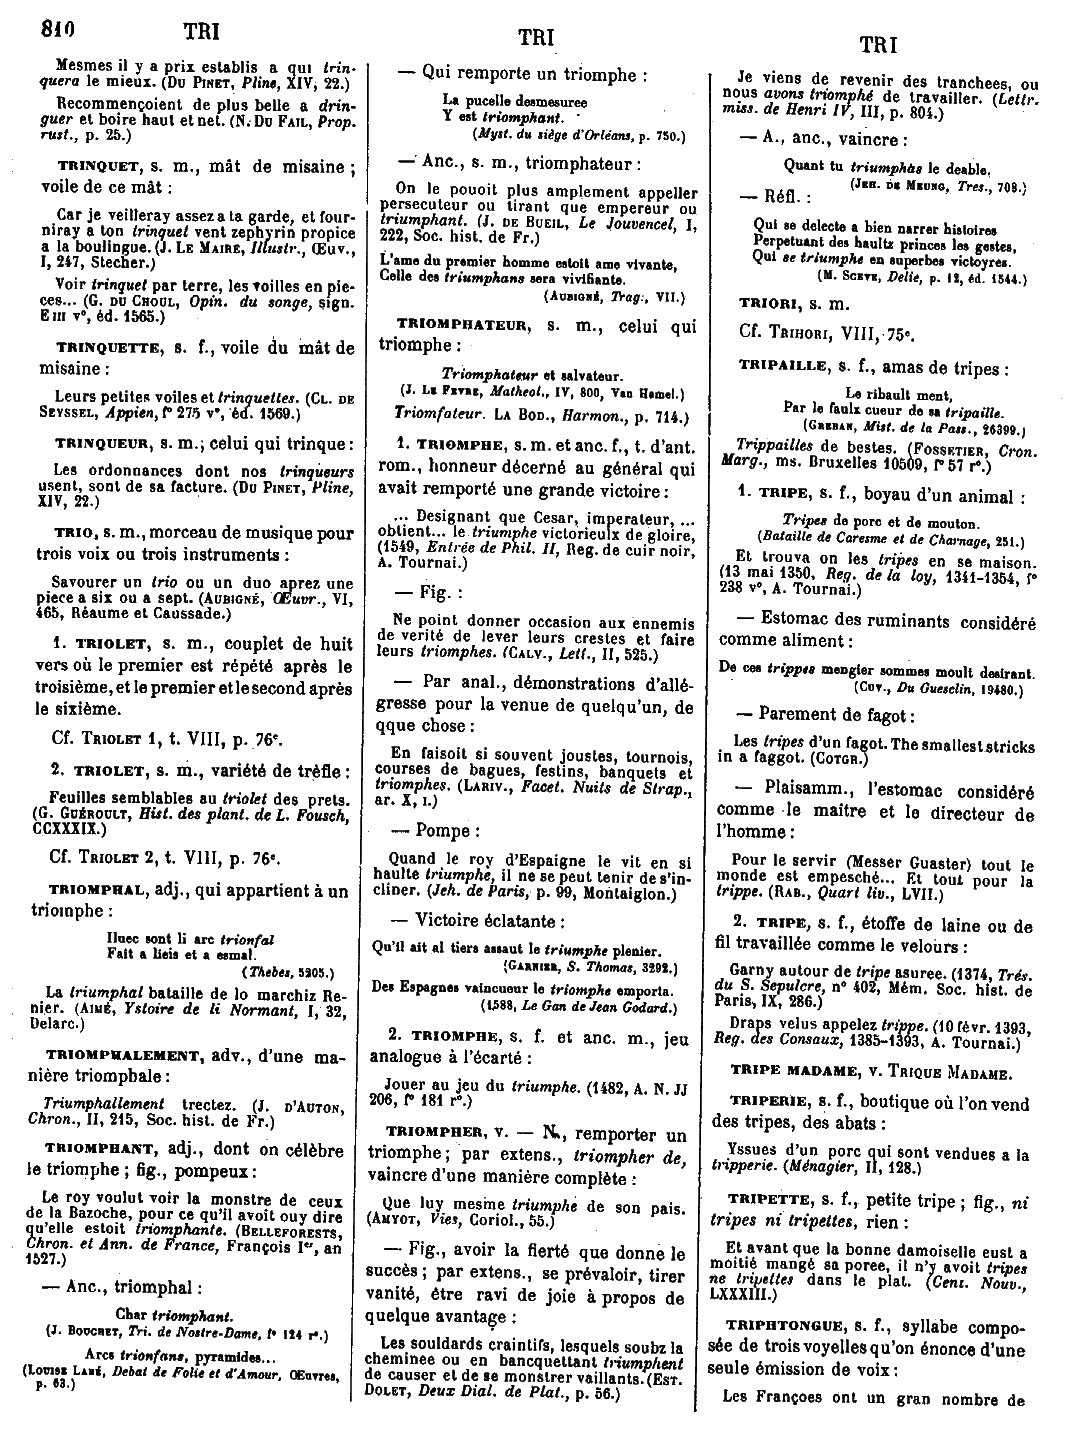 810 TRI
TRI
TRI
Mesmes il y a prix establis a qui trin-
quera le mieux. (DU PINET, Pline, XIV, 22.)
Recommençoient de plus belle a drin-
guer et boire haut et net. (N. DU FAIL, Prop.
rust., p. 25.)
TRINQUET, s. m., mât de misaine ;
voile de ce mât :
Car je veilleray assez a ta garde, et four-
niray a ton trinquet vent zephyrin propice
a la boulingue. (J. LE MAIRE, Illustr., Œuv.,
I, 247, Stecher.)
Voir trinquet par terre, les voilles en pie-
ces... (G. DU CHOUL, Opin. du songe, sign.
E III v°, éd. 1565.)
TRINQUETTE, s. f., voile du mât de
misaine :
Leurs petites voiles et trinquettes. (CL. DE
SEYSSEL, Appien, f° 275 v°, éd. 1569.)
TRINQUEUR, s. m., celui qui trinque :
Les ordonnances dont nos trinqueurs
usent, sont de sa facture. (DU PINET, Pline,
XIV, 22.)
TRIO, s. m., morceau de musique pour
trois voix ou trois instruments :
Savourer un trio ou un duo aprez une
piece a six ou a sept. (AUBIGNÉ, Œuvr., VI,
465, Réaume et Caussade.)
1. TRIOLET, s. m., couplet de huit
vers où le premier est répété après le
troisième, et le premier et le second après
le sixième.
Cf. TRIOLET 1, t. VIII, p. 76ᶜ.
2. TRIOLET, s. m., variété de trèfle :
Feuilles semblables au triolet des prets.
(G. GUÉROULT, Hist. des plant. de L. Fousch,
CCXXXIX.)
Cf. TRIOLET 2, t. VIII, p. 76ᶜ.
TRIOMPHAL, adj., qui appartient à un
triomphe :
Iluec sont li arc trionfal
Fait a lieis et a esmal.
(Thebes, 5305.)
La triumphal bataille de lo marchiz Re-
nier. (AIMÉ, Ystoire de li Normant, I, 32,
Delarc.)
TRIOMPHALEMENT, adv., d'une ma-
nière triomphale :
Triumphallement trectez. (J. D'AUTON,
Chron., II, 215, Soc. hist. de Fr.)
TRIOMPHANT, adj., dont on célèbre
le triomphe ; fig., pompeux :
Le roy voulut voir la monstre de ceux
de la Bazoche, pour ce qu'il avoit ouy dire
qu'elle estoit triomphante. (BELLEFORESTS,
Chron. et Ann. de France, François Iᵉʳ, an
1527.)
— Anc., triomphal :
Char triomphant.
(J. BOUCHET, Tri. de Nostre-Dame, f° 124 r°.)
Arcs trionfans, pyramides...
(LOUISE LABÉ, Debat de Folie et d'Amour, Œuvres,
p. 63.)
— Qui remporte un triomphe :
La pucelle desmesuree
Y est triomphant.
(Myst. du siège d'Orléans, p. 750.)
— Anc., s. m., triomphateur :
On le pouoit plus amplement appeller
persecuteur ou tirant que empereur ou
triumphant. (J. DE BUEIL, Le Jouvencel, I,
222, Soc. hist. de Fr.)
L'ame du premier homme estoit ame vivante,
Celle des triumphans sera vivifiante.
(AUBIGNÉ, Trag., VII.)
TRIOMPHATEUR, s. m., celui qui
triomphe :
Triomphateur et salvateur.
(J. LE FEVRE, Matheol., IV, 800, Van Hamel.)
Triomfateur. LA BOD., Harmon., p. 714.)
1. TRIOMPHE, s. m. et anc. f., t. d'ant.
rom., honneur décerné au général qui
avait remporté une grande victoire :
... Designant que Cesar, imperateur, ...
obtient... le triumphe victorieulx de gloire,
(1549, Entrée de Phil. II, Reg. de cuir noir,
A. Tournai.)
— Fig. :
Ne point donner occasion aux ennemis
de verité de lever leurs crestes et faire
leurs triomphes. (CALV., Lett., II, 525.)
— Par anal., démonstrations d'allé-
gresse pour la venue de quelqu'un, de
qque chose :
En faisoit si souvent joustes, tournois,
courses de bagues, festins, banquets et
triomphes. (LARIV., Facet. Nuits de Strap.,
ar. X, I.)
— Pompe :
Quand le roy d'Espaigne le vit en si
haulte triumphe, il ne se peut tenir de s'in-
cliner. (Jeh. de Paris, p. 99, Montaiglon.)
— Victoire éclatante :
Qu'il ait al tiers assaut le triumphe plenier.
(GARNIER, S. Thomas, 3292.)
Des Espagnes vaincueur le triomphe emporta.
(1588, Le Gan de Jean Godard.)
2. TRIOMPHE, s. f. et anc. m., jeu
analogue à l'écarté :
Jouer au jeu du triumphe. (1482, A. N. JJ
206, f° 181 r°.)
TRIOMPHER, v. — N., remporter un
triomphe ; par extens., triompher de,
vaincre d'une manière complète :
Que luy mesme triumphe de son pais.
(AMYOT, Vies, Coriol., 55.)
— Fig., avoir la fierté que donne le
succès ; par extens., se prévaloir, tirer
vanité, être ravi de joie à propos de
quelque avantage :
Les souldards craintifs, lesquels soubz la
cheminee ou en bancquettant triumphent
de causer et de se monstrer vaillants. (EST.
DOLET, Deux Dial. de Plat., p. 56.)
Je viens de revenir des tranchees, ou
nous avons triomphé de travailler. (Lettr.
miss. de Henri IV, III, p. 804.)
— A., anc., vaincre :
Quant tu triumphas le deable.
(JEH. DE MEUNG, Tres., 708.)
— Réfl. :
Qui se delecte a bien narrer histoires
Perpetuant des haultz princes les gestes,
Qui se triumphe en superbes victoyres.
(M. SCEVE, Delie, p. 12, éd. 1544.)
TRIORI, s. m.
Cf. TRIHORI, VIII, 75ᶜ.
TRIPAILLE, s. f., amas de tripes :
Le ribault ment,
Par le faulx cueur de sa tripaille.
(GREBAN, Mist. de la Pass., 26399.)
Trippailles de bestes. (FOSSETIER, Cron.
Marg., ms. Bruxelles 10509, f° 57 r°.)
1. TRIPE, s. f., boyau d'un animal :
Tripes de porc et de mouton.
(Bataille de Caresme et de Charnage, 251.)
Et trouva on les tripes en se maison.
(13 mai 1350, Reg. de la loy, 1341-1354, f°
238 v°, A. Tournai.)
— Estomac des ruminants considéré
comme aliment :
De ces trippes mengier sommes moult desirant.
(CUV., Du Guesclin, 19480.)
— Parement de fagot :
Les tripes d'un fagot. The smallest stricks
in a faggot. (COTGR.)
— Plaisamm., l'estomac considéré
comme le maître et le directeur de
l'homme :
Pour le servir (Messer Guaster) tout le
monde est empesché... Et tout pour la
trippe. (RAB., Quart liv., LVII.)
2. TRIPE, s. f., étoffe de laine ou de
fil travaillée comme le velours :
Garny autour de tripe asuree. (1374, Trés.
du S. Sepulcre, n° 402, Mém. Soc. hist. de
Paris, IX, 286.)
Draps velus appelez trippe. (10 févr. 1393,
Reg. des Consaux, 1385-1393, A. Tournai.)
TRIPE MADAME, v. TRIQUE MADAME.
TRIPERIE, s. f., boutique où l'on vend
des tripes, des abats :
Yssues d'un porc qui sont vendues a la
tripperie. (Ménagier, II, 128.)
TRIPETTE, s. f., petite tripe ; fig., ni
tripes ni tripettes, rien :
Et avant que la bonne damoiselle eust a
moitié mangé sa poree, il n'y avoit tripes
ne tripettes dans le plat. (Cent. Nouv.,
LXXXIII.)
TRIPHTONGUE, s. f., syllabe compo-
sée de trois voyelles qu'on énonce d'une
seule émission de voix :
Les Françoes ont un gran nombre de